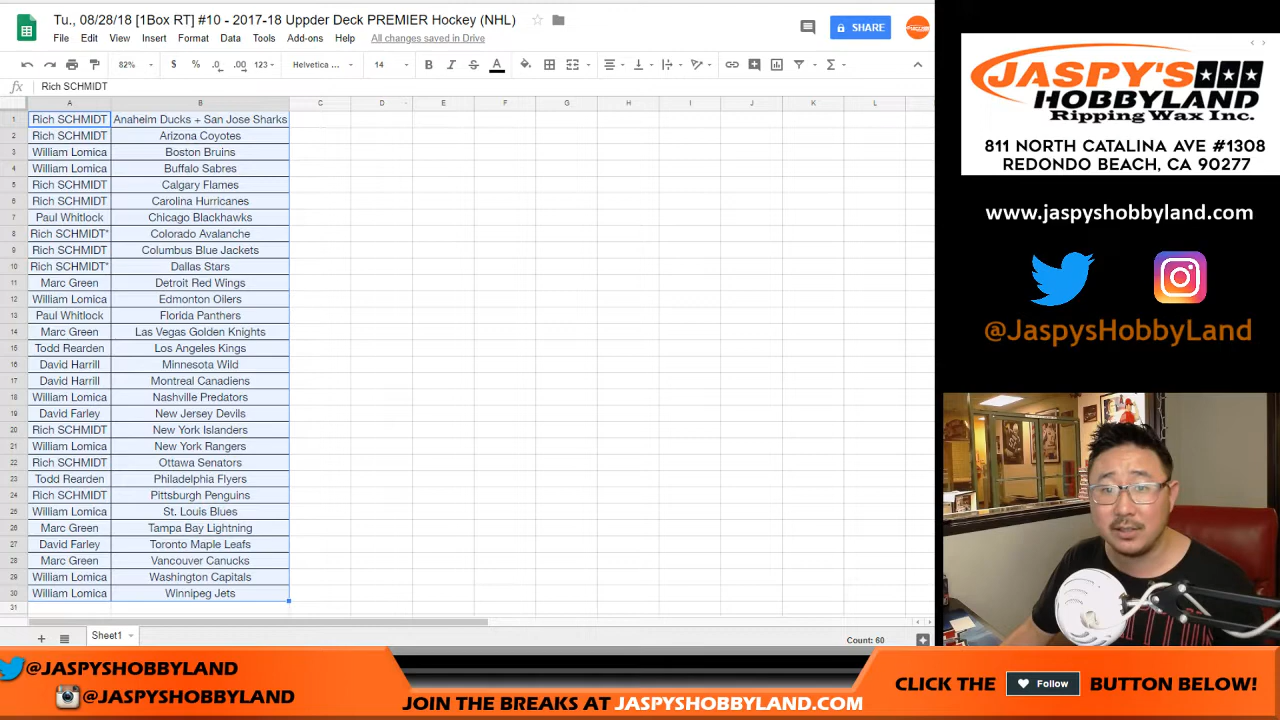 Tu., 08/28/18 [1Box RT] #10 - 2017-18 Uppder Deck PREMIER Hockey (NHL)
File Edit View Insert Format Data Tools Add-ons Help All changes saved in Drive
SHARE
82% $ % .0 .00 123 Helvetica ... 14 B I S A
fx Rich SCHMIDT
A B C D E F G H I J K L
1 Rich SCHMIDT Anaheim Ducks + San Jose Sharks
2 Rich SCHMIDT Arizona Coyotes
3 William Lomica Boston Bruins
4 William Lomica Buffalo Sabres
5 Rich SCHMIDT Calgary Flames
6 Rich SCHMIDT Carolina Hurricanes
7 Paul Whitlock Chicago Blackhawks
8 Rich SCHMIDT* Colorado Avalanche
9 Rich SCHMIDT Columbus Blue Jackets
10 Rich SCHMIDT* Dallas Stars
11 Marc Green Detroit Red Wings
12 William Lomica Edmonton Oilers
13 Paul Whitlock Florida Panthers
14 Marc Green Las Vegas Golden Knights
15 Todd Rearden Los Angeles Kings
16 David Harrill Minnesota Wild
17 David Harrill Montreal Canadiens
18 William Lomica Nashville Predators
19 David Farley New Jersey Devils
20 Rich SCHMIDT New York Islanders
21 William Lomica New York Rangers
22 Rich SCHMIDT Ottawa Senators
23 Todd Rearden Philadelphia Flyers
24 Rich SCHMIDT Pittsburgh Penguins
25 William Lomica St. Louis Blues
26 Marc Green Tampa Bay Lightning
27 David Farley Toronto Maple Leafs
28 Marc Green Vancouver Canucks
29 William Lomica Washington Capitals
30 William Lomica Winnipeg Jets
31
Sheet1
Count: 60
JASPY'S
HOBBYLAND
Ripping Wax Inc.
811 NORTH CATALINA AVE #1308
REDONDO BEACH, CA 90277
www.jaspyshobbyland.com
@JaspysHobbyLand
@JASPYSHOBBYLAND
@JASPYSHOBBYLAND
JOIN THE BREAKS AT JASPYSHOBBYLAND.COM
CLICK THE Follow BUTTON BELOW!